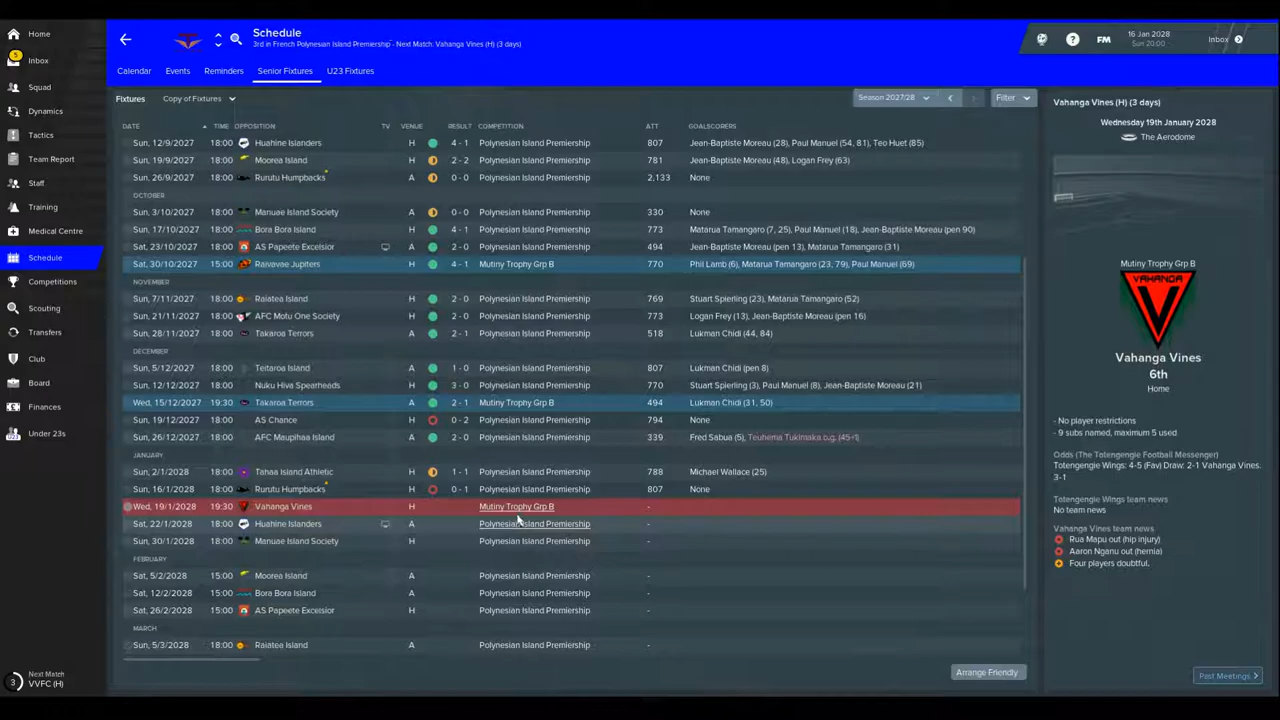 Home
5
Inbox
Squad
Dynamics
Tactics
Team Report
Staff
Training
Medical Centre
Schedule
Competitions
Scouting
Transfers
Club
Board
Finances
Under 23s
3
Next Match
VVFC (H)
Schedule
3rd in French Polynesian Island Premiership - Next Match: Vahanga Vines (H) (3 days)
FM
16 Jan 2028
Sun 20:00
Inbox
Calendar Events Reminders Senior Fixtures U23 Fixtures
Fixtures Copy of Fixtures Season 2027/28 Filter
DATE TIME OPPOSITION TV VENUE RESULT COMPETITION ATT GOALSCORERS
Sun, 12/9/2027 18:00 Huahine Islanders H 4 - 1 Polynesian Island Premiership 807 Jean-Baptiste Moreau (28), Paul Manuel (54, 81), Teo Huet (85)
Sun, 19/9/2027 18:00 Moorea Island H 2 - 2 Polynesian Island Premiership 781 Jean-Baptiste Moreau (48), Logan Frey (63)
Sun, 26/9/2027 18:00 Rurutu Humpbacks A 0 - 0 Polynesian Island Premiership 2,133 None
OCTOBER
Sun, 3/10/2027 18:00 Manuae Island Society A 0 - 0 Polynesian Island Premiership 330 None
Sun, 17/10/2027 18:00 Bora Bora Island H 4 - 1 Polynesian Island Premiership 773 Matarua Tamangaro (7, 25), Paul Manuel (18), Jean-Baptiste Moreau (pen 90)
Sat, 23/10/2027 18:00 AS Papeete Excelsior A 2 - 0 Polynesian Island Premiership 494 Jean-Baptiste Moreau (pen 13), Matarua Tamangaro (31)
Sat, 30/10/2027 15:00 Raivavae Jupiters H 4 - 1 Mutiny Trophy Grp B 770 Phil Lamb (6), Matarua Tamangaro (23, 79), Paul Manuel (69)
NOVEMBER
Sun, 7/11/2027 18:00 Raiatea Island H 2 - 0 Polynesian Island Premiership 769 Stuart Spierling (23), Matarua Tamangaro (52)
Sun, 21/11/2027 18:00 AFC Motu One Society H 2 - 0 Polynesian Island Premiership 773 Logan Frey (13), Jean-Baptiste Moreau (pen 16)
Sun, 28/11/2027 18:00 Takaroa Terrors A 2 - 1 Polynesian Island Premiership 518 Lukman Chidi (44, 84)
DECEMBER
Sun, 5/12/2027 18:00 Teitaroa Island H 1 - 0 Polynesian Island Premiership 807 Lukman Chidi (pen 8)
Sun, 12/12/2027 18:00 Nuku Hiva Spearheads H 3 - 0 Polynesian Island Premiership 770 Stuart Spierling (3), Paul Manuel (8), Jean-Baptiste Moreau (21)
Wed, 15/12/2027 19:30 Takaroa Terrors A 2 - 1 Mutiny Trophy Grp B 494 Lukman Chidi (31, 50)
Sun, 19/12/2027 18:00 AS Chance H 0 - 2 Polynesian Island Premiership 794 None
Sun, 26/12/2027 18:00 AFC Maupihaa Island A 2 - 0 Polynesian Island Premiership 339 Fred Sabua (5), Teuhema Tukimaka o.g. (45+1)
JANUARY
Sun, 2/1/2028 18:00 Tahaa Island Athletic H 1 - 1 Polynesian Island Premiership 788 Michael Wallace (25)
Sun, 16/1/2028 18:00 Rurutu Humpbacks H 0 - 1 Polynesian Island Premiership 807 None
Wed, 19/1/2028 19:30 Vahanga Vines H Mutiny Trophy Grp B -
Sat, 22/1/2028 18:00 Huahine Islanders A Polynesian Island Premiership -
Sun, 30/1/2028 18:00 Manuae Island Society H Polynesian Island Premiership -
FEBRUARY
Sat, 5/2/2028 15:00 Moorea Island A Polynesian Island Premiership -
Sat, 12/2/2028 15:00 Bora Bora Island A Polynesian Island Premiership -
Sat, 26/2/2028 15:00 AS Papeete Excelsior H Polynesian Island Premiership -
MARCH
Sun, 5/3/2028 18:00 Raiatea Island A Polynesian Island Premiership -
Arrange Friendly
Vahanga Vines (H) (3 days)
Wednesday 19th January 2028
The Aerodome
Mutiny Trophy Grp B
VAHANGA
Vahanga Vines
6th
Home
- No player restrictions
- 9 subs named, maximum 5 used
Odds (The Totengengie Football Messenger)
Totengengie Wings: 4-5 (Fav) Draw: 2-1 Vahanga Vines:
3-1
Totengengie Wings team news
No team news
Vahanga Vines team news
Rua Mapu out (hip injury)
Aaron Nganu out (hernia)
Four players doubtful.
Past Meetings